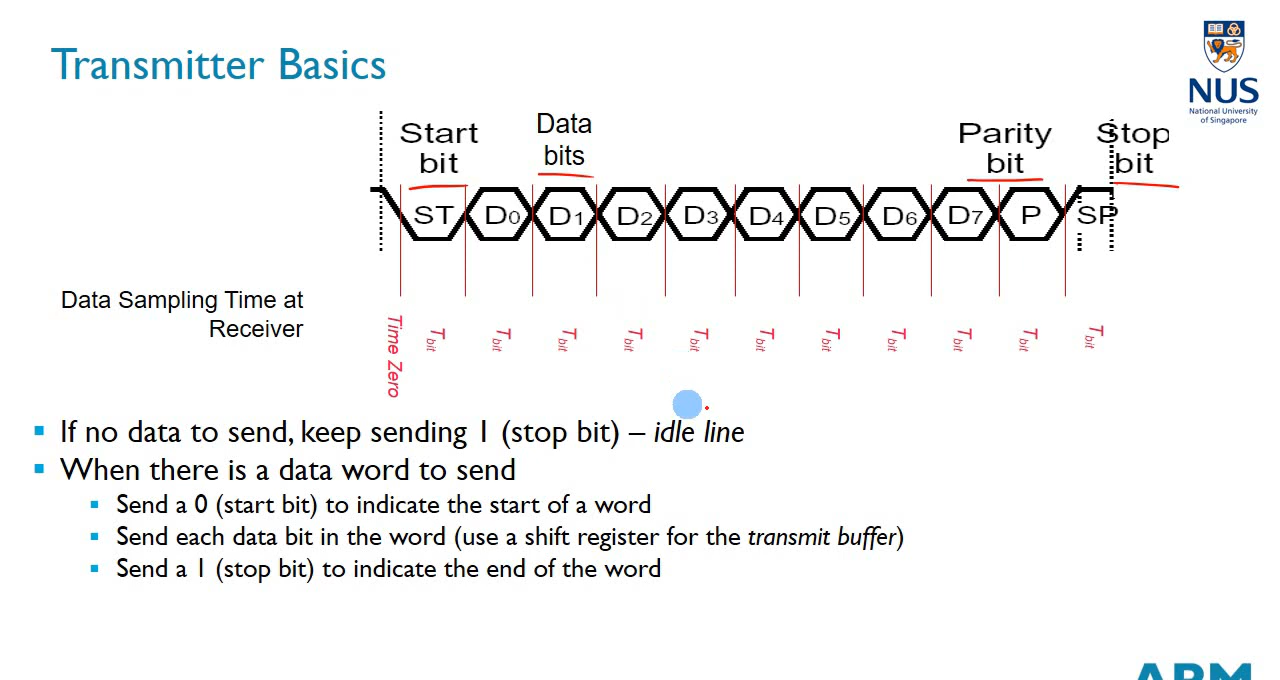 Transmitter Basics
NUS
National University
of Singapore
Start
bit
Data
bits
Parity
bit
Stop
bit
ST D0 D1 D2 D3 D4 D5 D6 D7 P SP
Data Sampling Time at
Receiver
Time Zero Tbit Tbit Tbit Tbit Tbit Tbit Tbit Tbit Tbit Tbit Tbit
If no data to send, keep sending 1 (stop bit) – idle line
When there is a data word to send
Send a 0 (start bit) to indicate the start of a word
Send each data bit in the word (use a shift register for the transmit buffer)
Send a 1 (stop bit) to indicate the end of the word
ARM